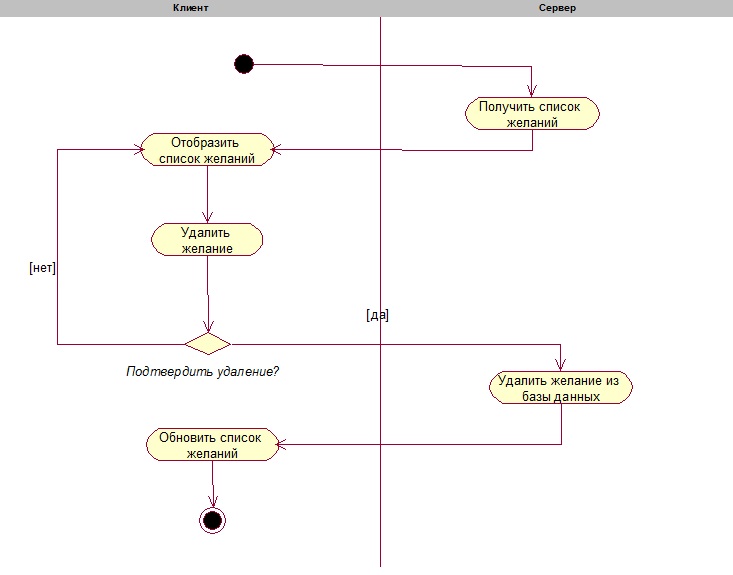 Клиент
Сервер
Получить список
желаний
Отобразить
список желаний
Удалить
желание
[нет]
[да]
Подтвердить удаление?
Удалить желание из
базы данных
Обновить список
желаний